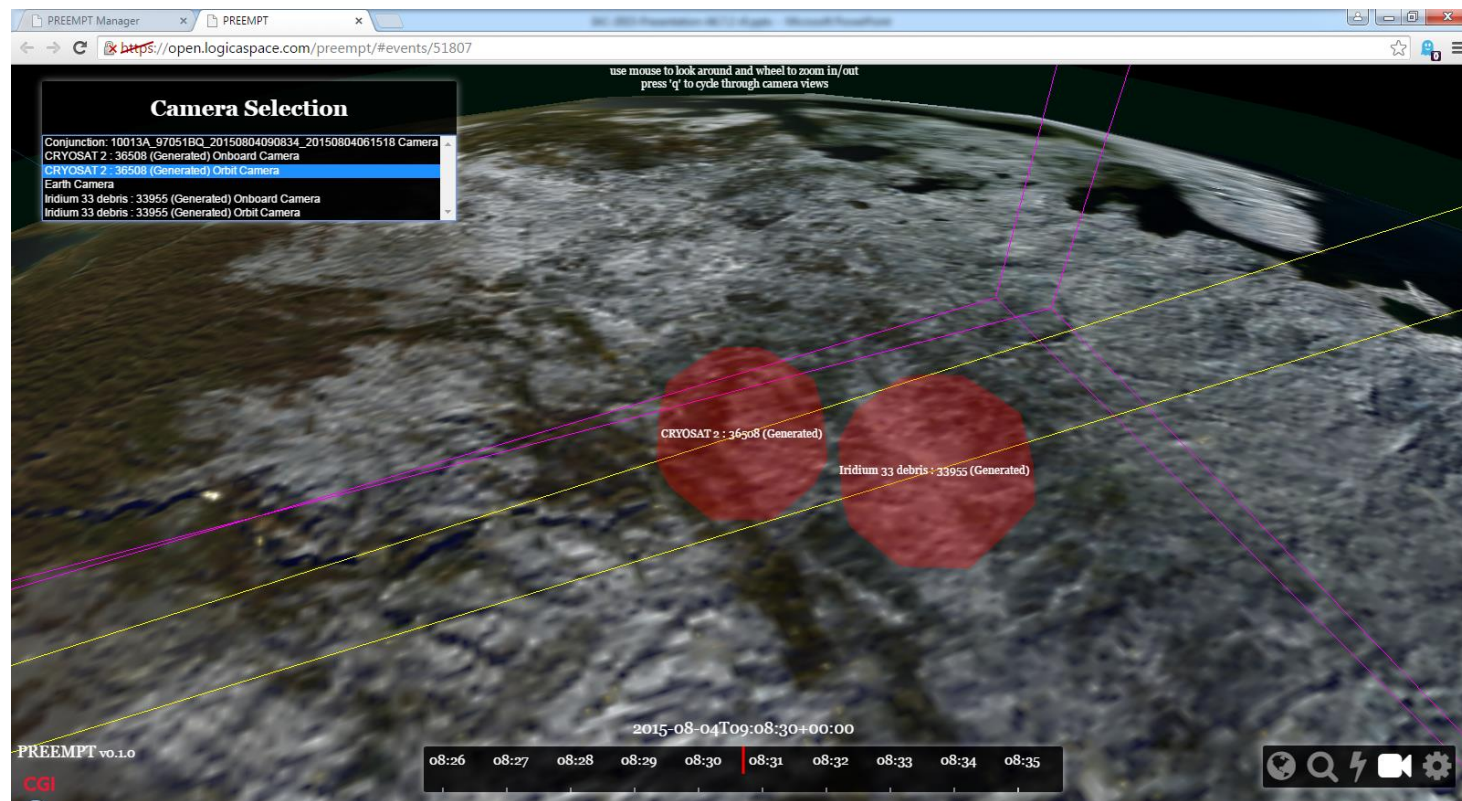 PREEMPT Manager
PREEMPT
https://open.logicaspace.com/preempt/#events/51807
0
use mouse to look around and wheel to zoom in/out
press 'q' to cycle through camera views
Camera Selection
Conjunction: 10013A_97051BQ_20150804090834_20150804061518 Camera
CRYOSAT 2 : 36508 (Generated) Onboard Camera
CRYOSAT 2 : 36508 (Generated) Orbit Camera
Earth Camera
Iridium 33 debris : 33955 (Generated) Onboard Camera
Iridium 33 debris : 33955 (Generated) Orbit Camera
CRYOSAT 2 : 36508 (Generated)
Iridium 33 debris : 33955 (Generated)
2015-08-04T09:08:30+00:00
PREEMPT v0.1.0
08:26 08:27 08:28 08:29 08:30 08:31 08:32 08:33 08:34 08:35
CGI